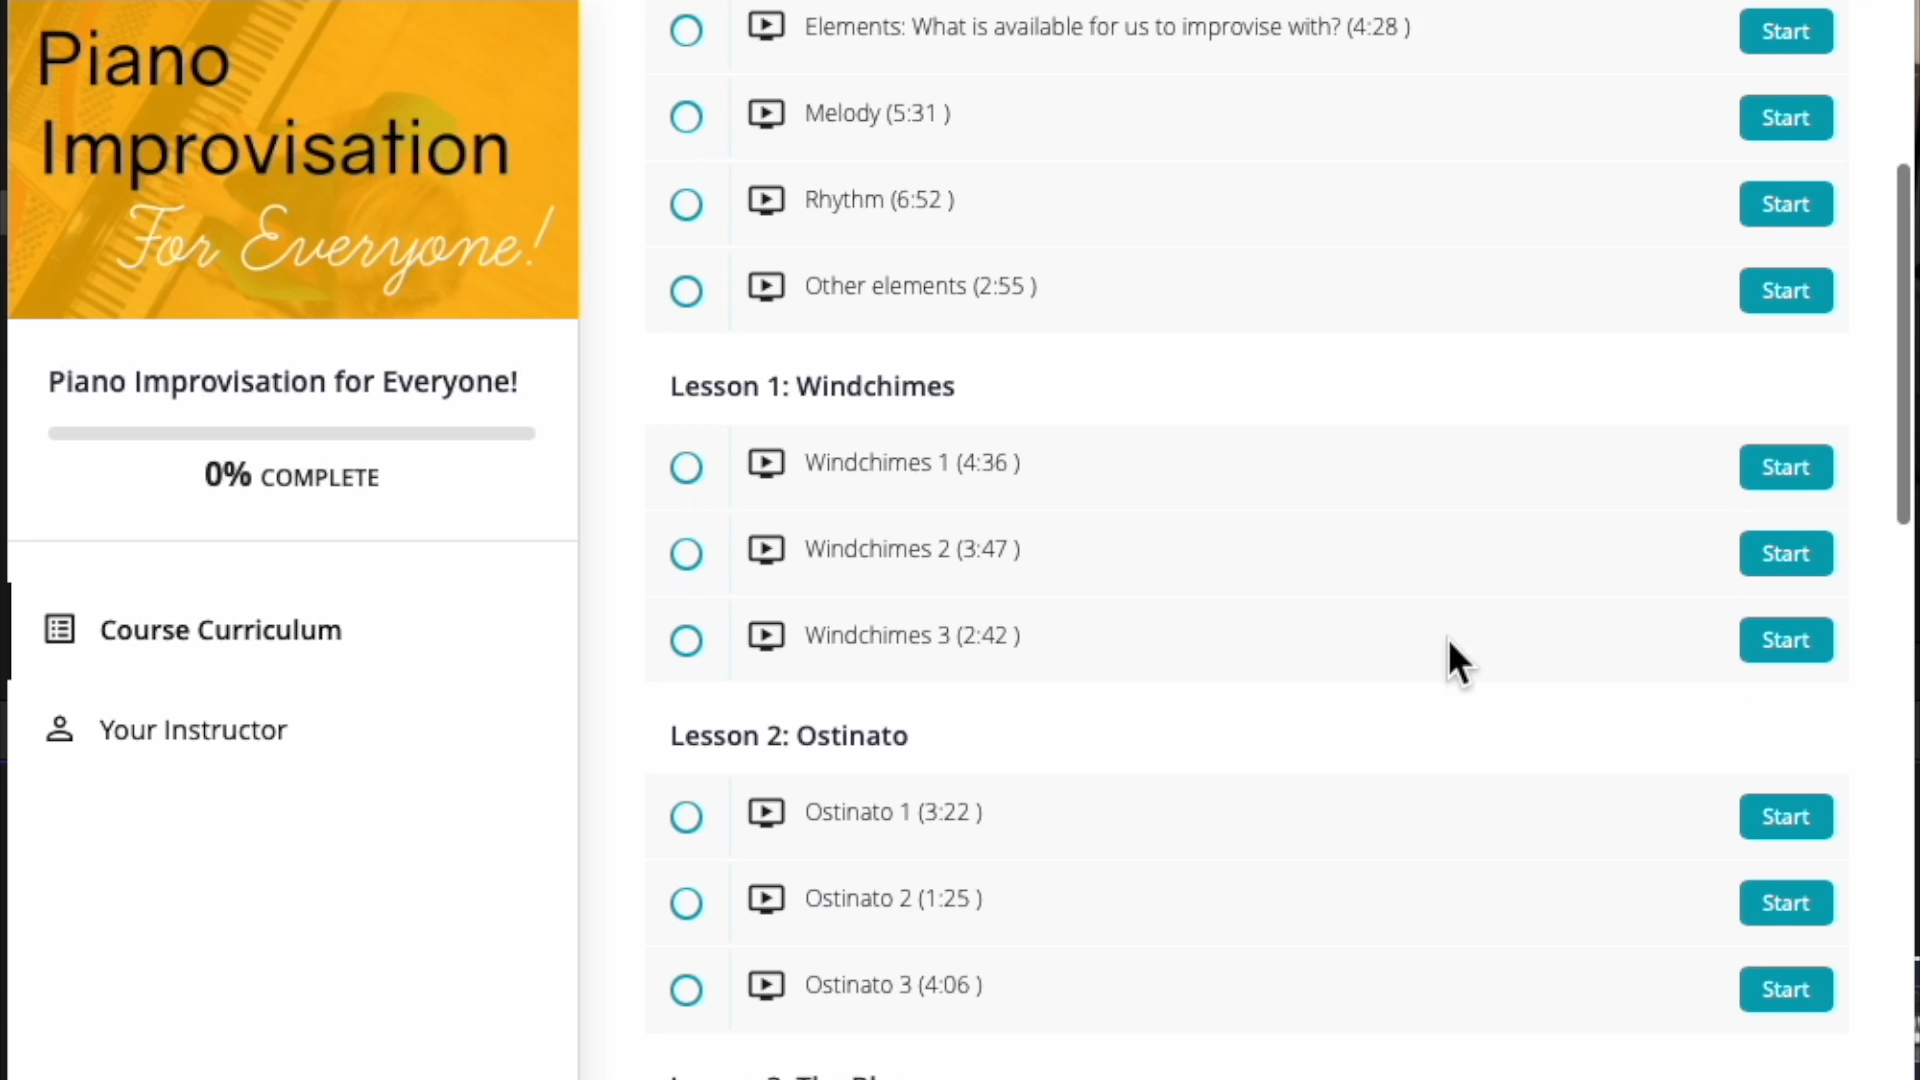 Piano
Improvisation
For Everyone!
Piano Improvisation for Everyone!
0% COMPLETE
Course Curriculum
Your Instructor
Elements: What is available for us to improvise with? (4:28 )
Start
Melody (5:31 )
Start
Rhythm (6:52 )
Start
Other elements (2:55 )
Start
Lesson 1: Windchimes
Windchimes 1 (4:36 )
Start
Windchimes 2 (3:47 )
Start
Windchimes 3 (2:42 )
Start
Lesson 2: Ostinato
Ostinato 1 (3:22 )
Start
Ostinato 2 (1:25 )
Start
Ostinato 3 (4:06 )
Start